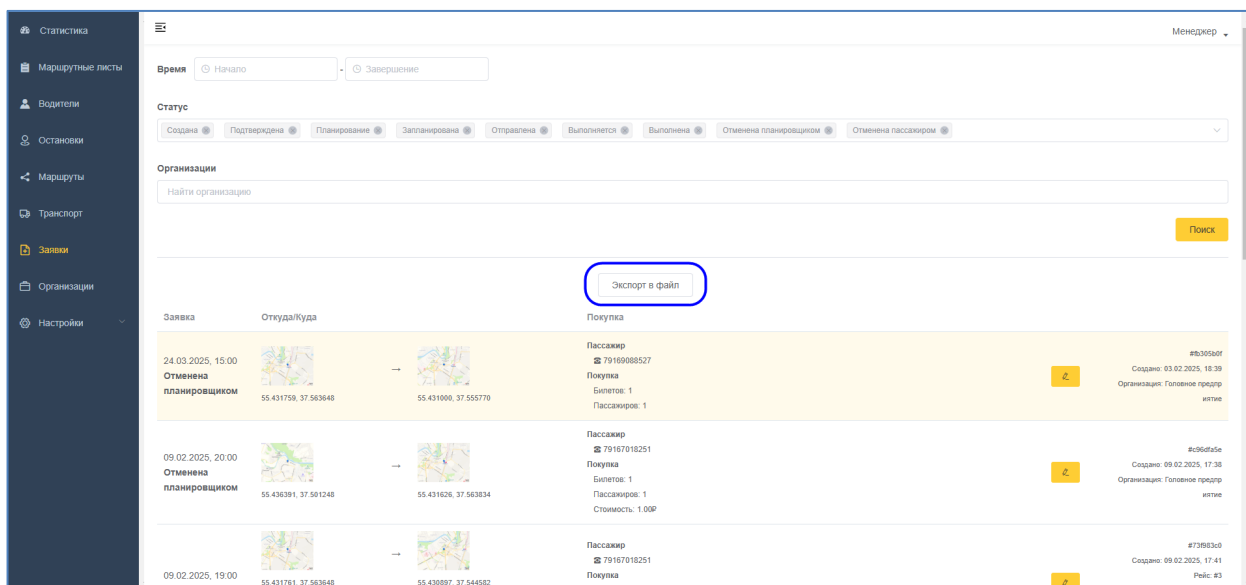 Статистика
Маршрутные листы
Водители
Остановки
Маршруты
Транспорт
Заявки
Организации
Настройки
Менеджер
Время Начало - Завершение
Статус
Создана Подтверждена Планирование Запланирована Отправлена Выполняется Выполнена Отменена планировщиком Отменена пассажиром
Организации
Найти организацию
Поиск
Экспорт в файл
Заявка Откуда/Куда Покупка
24.03.2025, 15:00
Отменена
планировщиком
55.431759, 37.563648 → 55.431000, 37.555770
Пассажир
☎ 79169088527
Покупка
Билетов: 1
Пассажиров: 1
#fb305b0f
Создано: 03.02.2025, 18:39
Организация: Головное предпр
иятие
09.02.2025, 20:00
Отменена
планировщиком
55.436391, 37.501248 → 55.431626, 37.563834
Пассажир
☎ 79167018251
Покупка
Билетов: 1
Пассажиров: 1
Стоимость: 1.00₽
#c96dfa5e
Создано: 09.02.2025, 17:38
Организация: Головное предпр
иятие
09.02.2025, 19:00
55.431761, 37.563648 → 55.430897, 37.544582
Пассажир
☎ 79167018251
Покупка
#73f983c0
Создано: 09.02.2025, 17:41
Рейс: #3